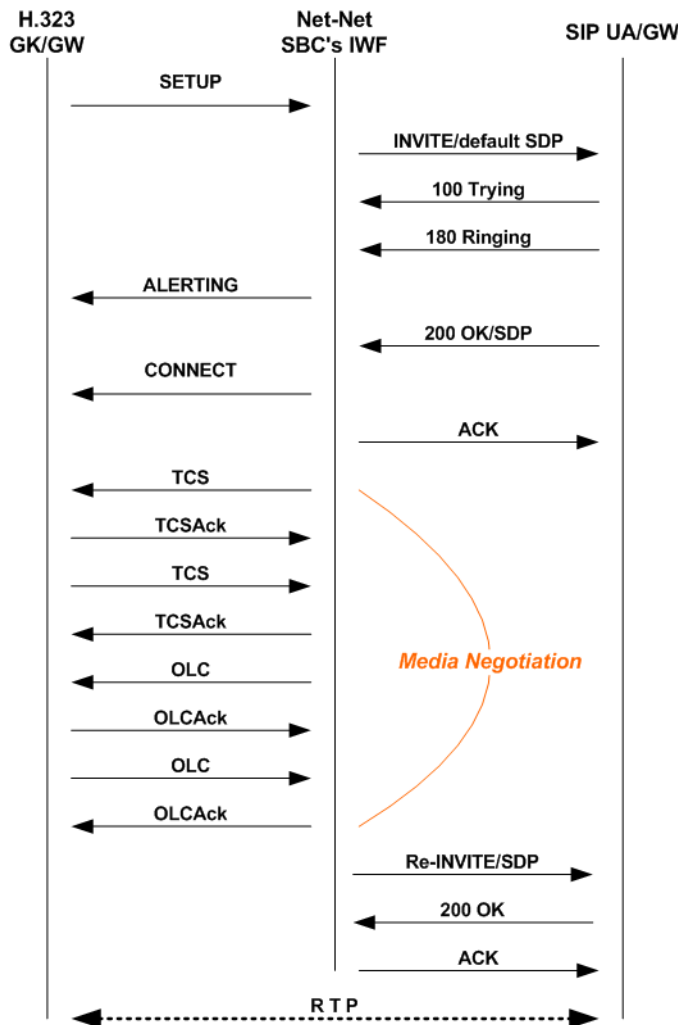 H.323
GK/GW
Net-Net
SBC's IWF
SIP UA/GW
SETUP
INVITE/default SDP
100 Trying
180 Ringing
ALERTING
200 OK/SDP
CONNECT
ACK
TCS
TCSAck
TCS
TCSAck
Media Negotiation
OLC
OLCAck
OLC
OLCAck
Re-INVITE/SDP
200 OK
ACK
R T P